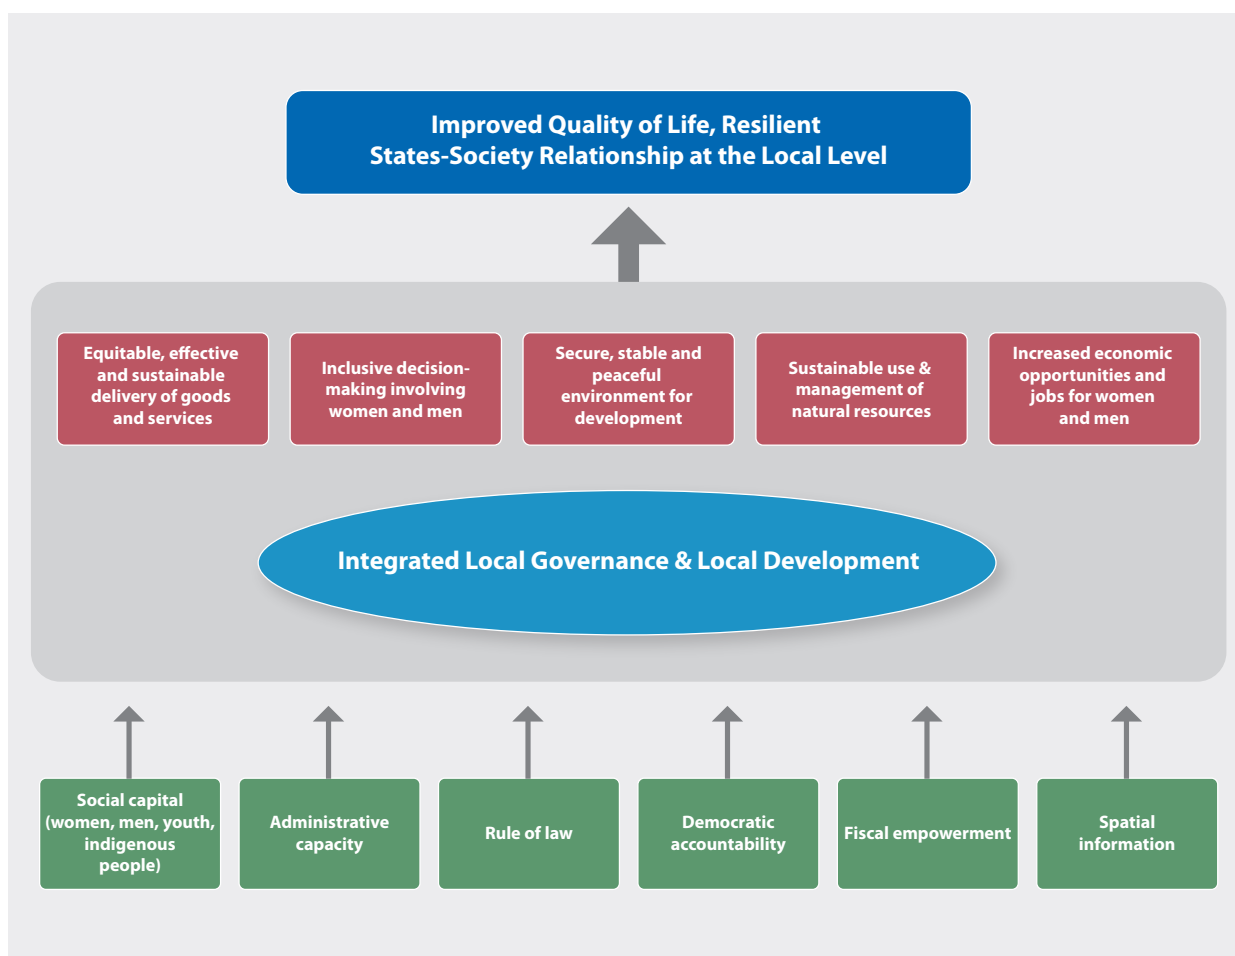 Improved Quality of Life, Resilient
States-Society Relationship at the Local Level
Equitable, effective
and sustainable
delivery of goods
and services
Inclusive decision-
making involving
women and men
Secure, stable and
peaceful
environment for
development
Sustainable use &
management of
natural resources
Increased economic
opportunities and
jobs for women
and men
Integrated Local Governance & Local Development
Social capital
(women, men, youth,
indigenous
people)
Administrative
capacity
Rule of law
Democratic
accountability
Fiscal empowerment
Spatial
information